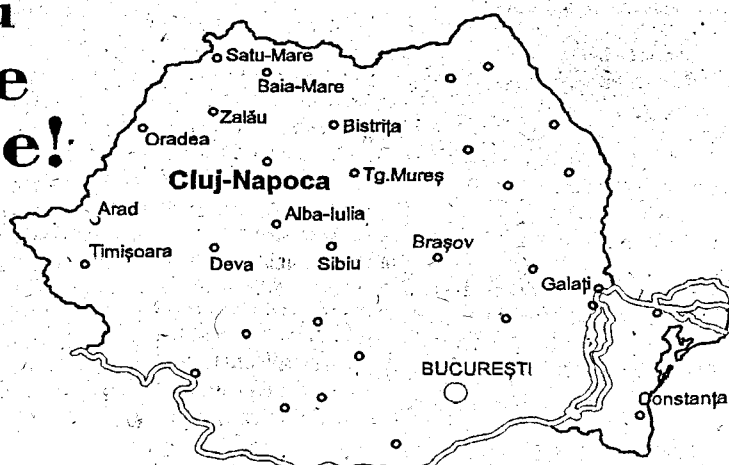 e!
Satu-Mare
Baia-Mare
Zalău
Oradea
Bistrița
Cluj-Napoca
Tg.Mureș
Arad
Alba-Iulia
Timișoara
Deva
Sibiu
Brașov
Galați
BUCUREȘTI
Constanța